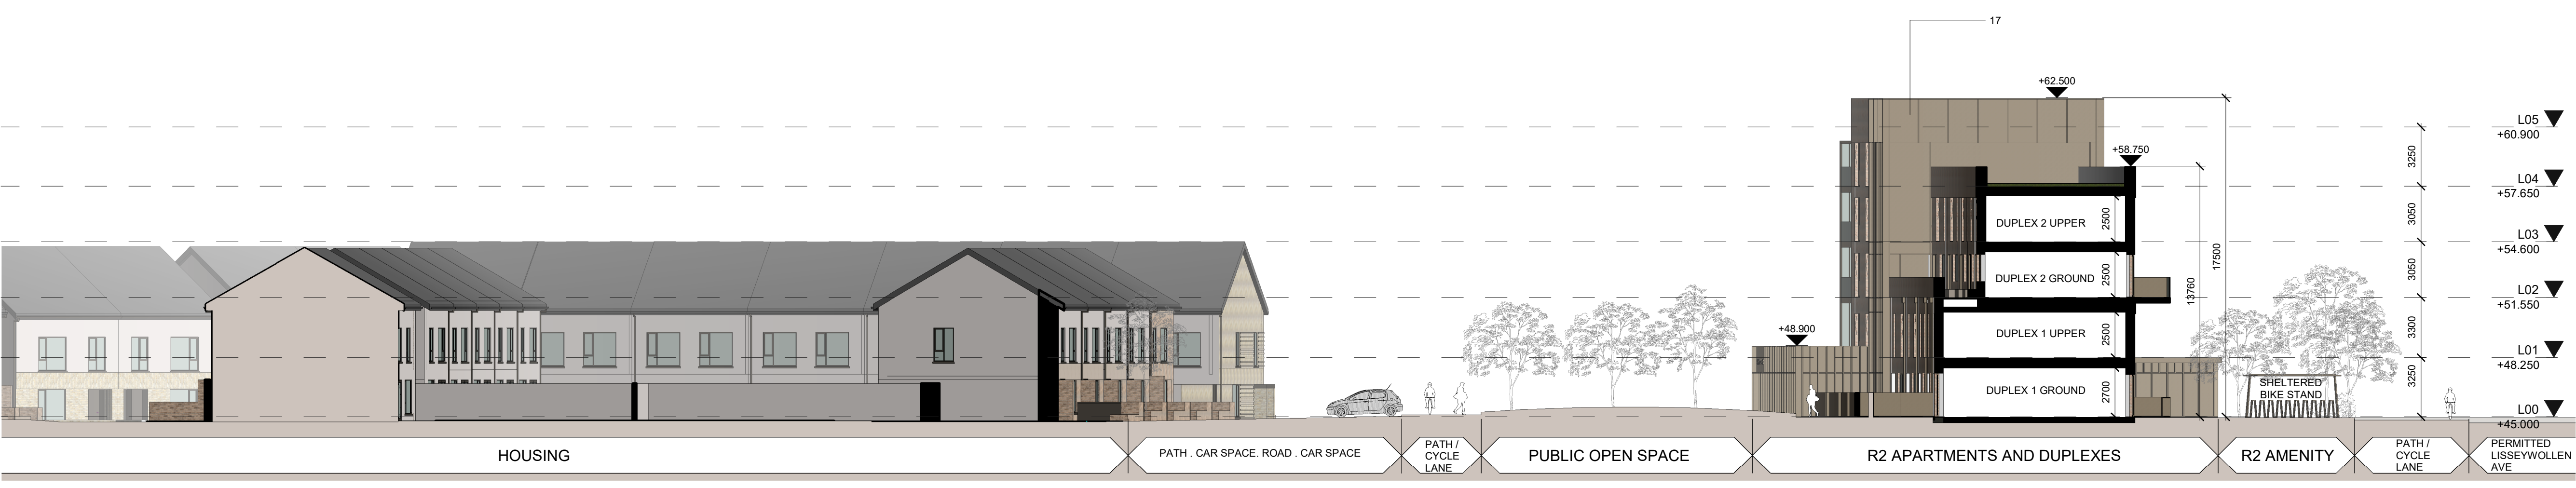 17
+62.500
L05
+60.900
+58.750
3250
L04
+57.650
DUPLEX 2 UPPER
2500
3050
L03
+54.600
17500
DUPLEX 2 GROUND
2500
3050
13760
L02
+51.550
+48.900
DUPLEX 1 UPPER
2500
3300
L01
+48.250
DUPLEX 1 GROUND
2700
3250
SHELTERED
BIKE STAND
L00
+45.000
HOUSING
PATH . CAR SPACE. ROAD . CAR SPACE
PATH /
CYCLE
LANE
PUBLIC OPEN SPACE
R2 APARTMENTS AND DUPLEXES
R2 AMENITY
PATH /
CYCLE
LANE
PERMITTED
LISSEYWOLLEN
AVE